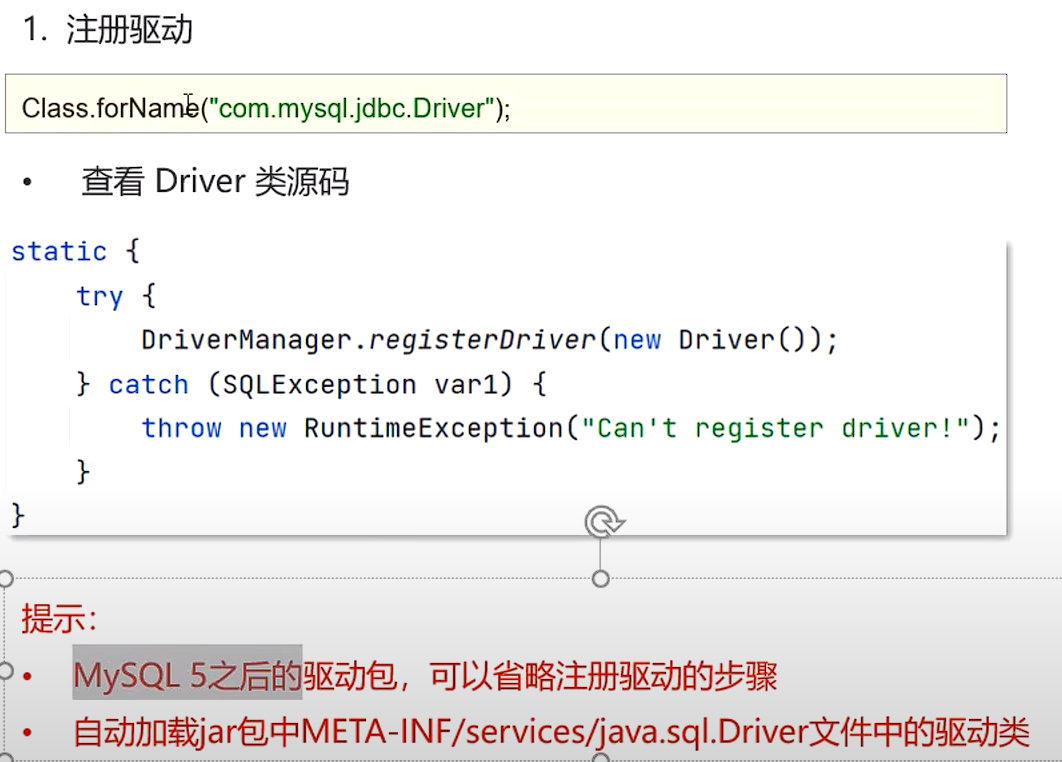 1. 注册驱动
Class.forName("com.mysql.jdbc.Driver");
• 查看 Driver 类源码
static {
    try {
        DriverManager.registerDriver(new Driver());
    } catch (SQLException var1) {
        throw new RuntimeException("Can't register driver!");
    }
}
提示：
• MySQL 5之后的驱动包，可以省略注册驱动的步骤
• 自动加载jar包中META-INF/services/java.sql.Driver文件中的驱动类